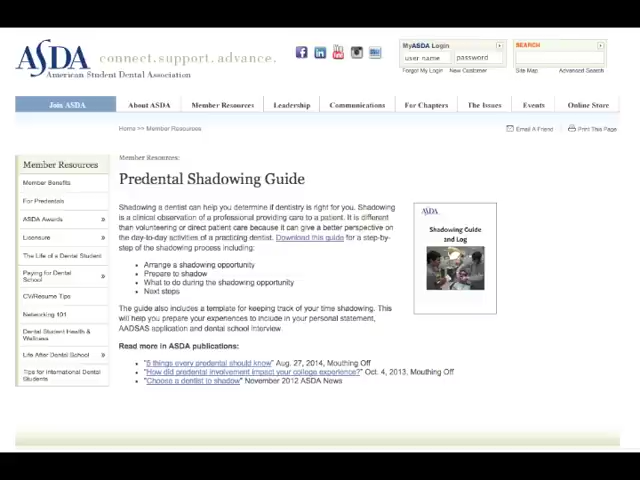 ASDA connect.support.advance.
American Student Dental Association
MyASDA Login
user name
password
Forgot My Login New Customer
SEARCH
Site Map Advanced Search
Join ASDA
About ASDA
Member Resources
Leadership
Communications
For Chapters
The Issues
Events
Online Store
Home >> Member Resources
Email A Friend
Print This Page
Member Resources
Member Benefits
For Predentals
ASDA Awards »
Licensure »
The Life of a Dental Student
Paying for Dental »
School
CV/Resume Tips
Networking 101
Dental Student Health &
Wellness
Life After Dental School »
Tips for International Dental
Students
Member Resources:
Predental Shadowing Guide
Shadowing a dentist can help you determine if dentistry is right for you. Shadowing
is a clinical observation of a professional providing care to a patient. It is different
than volunteering or direct patient care because it can give a better perspective on
the day-to-day activities of a practicing dentist. Download this guide for a step-by-
step of the shadowing process including:
• Arrange a shadowing opportunity
• Prepare to shadow
• What to do during the shadowing opportunity
• Next steps
The guide also includes a template for keeping track of your time shadowing. This
will help you prepare your experiences to include in your personal statement,
AADSAS application and dental school interview.
Read more in ASDA publications:
• "5 things every predental should know" Aug. 27, 2014, Mouthing Off
• "How did predental involvement impact your college experience?" Oct. 4, 2013, Mouthing Off
• "Choose a dentist to shadow" November 2012 ASDA News
ASDA
Shadowing Guide
and Log